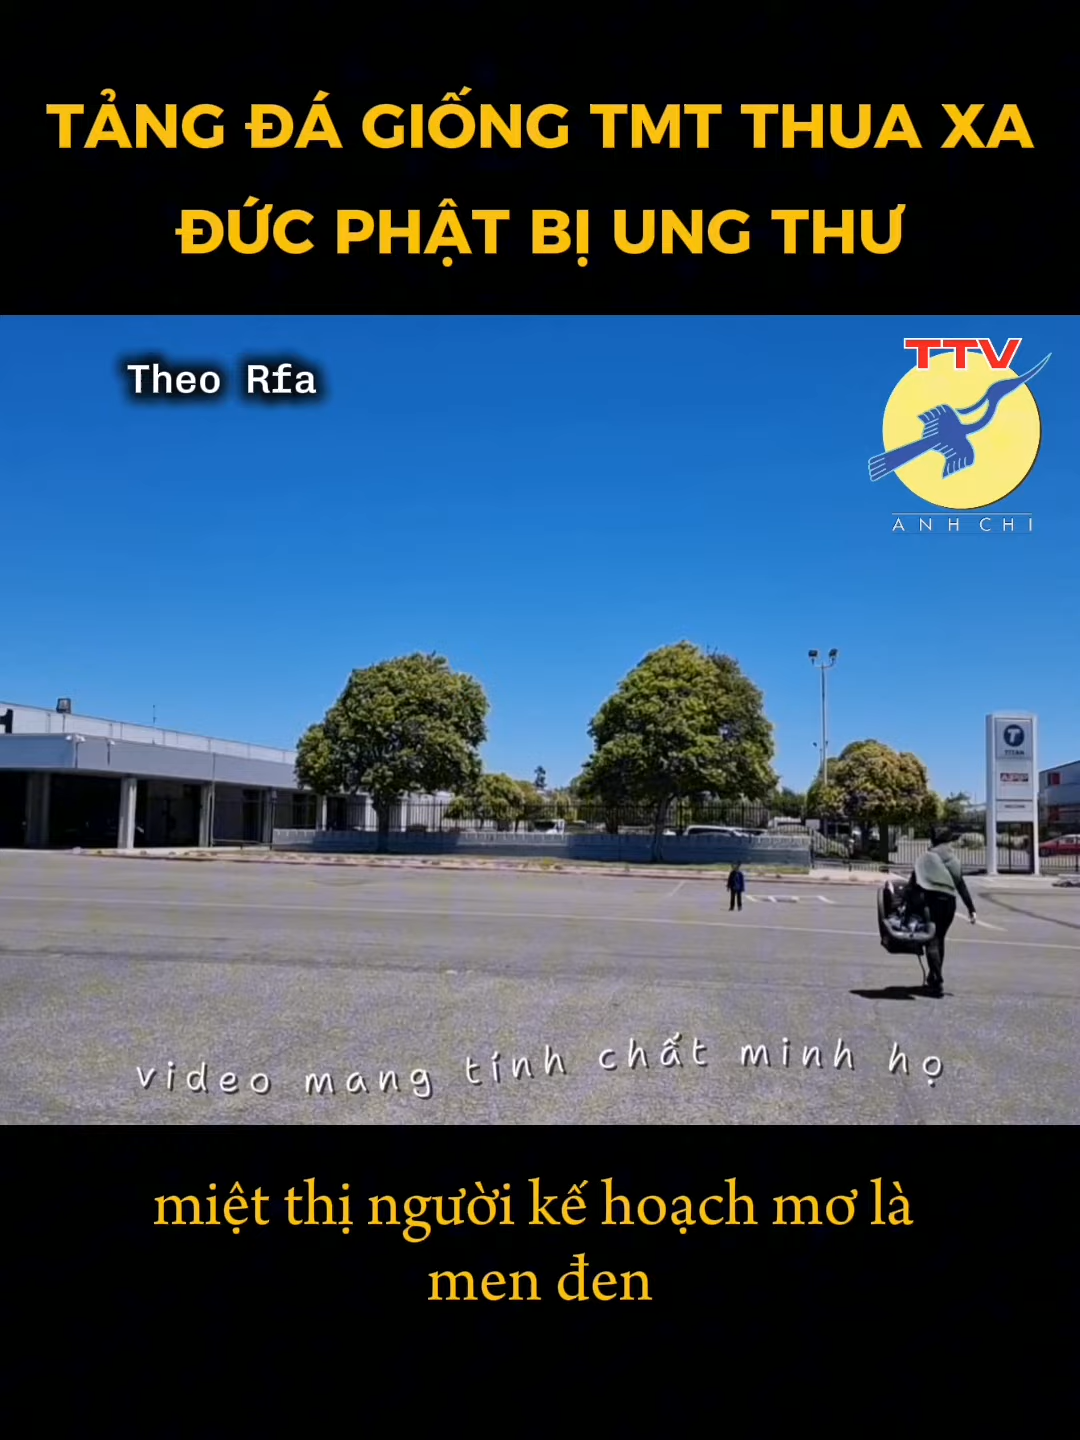 TẢNG ĐÁ GIỐNG TMT THUA XA
ĐỨC PHẬT BỊ UNG THƯ
Theo Rfa
TTV
ANH CHI
TITAN
video mang tính chất minh họ
miệt thị người kế hoạch mơ là
men đen